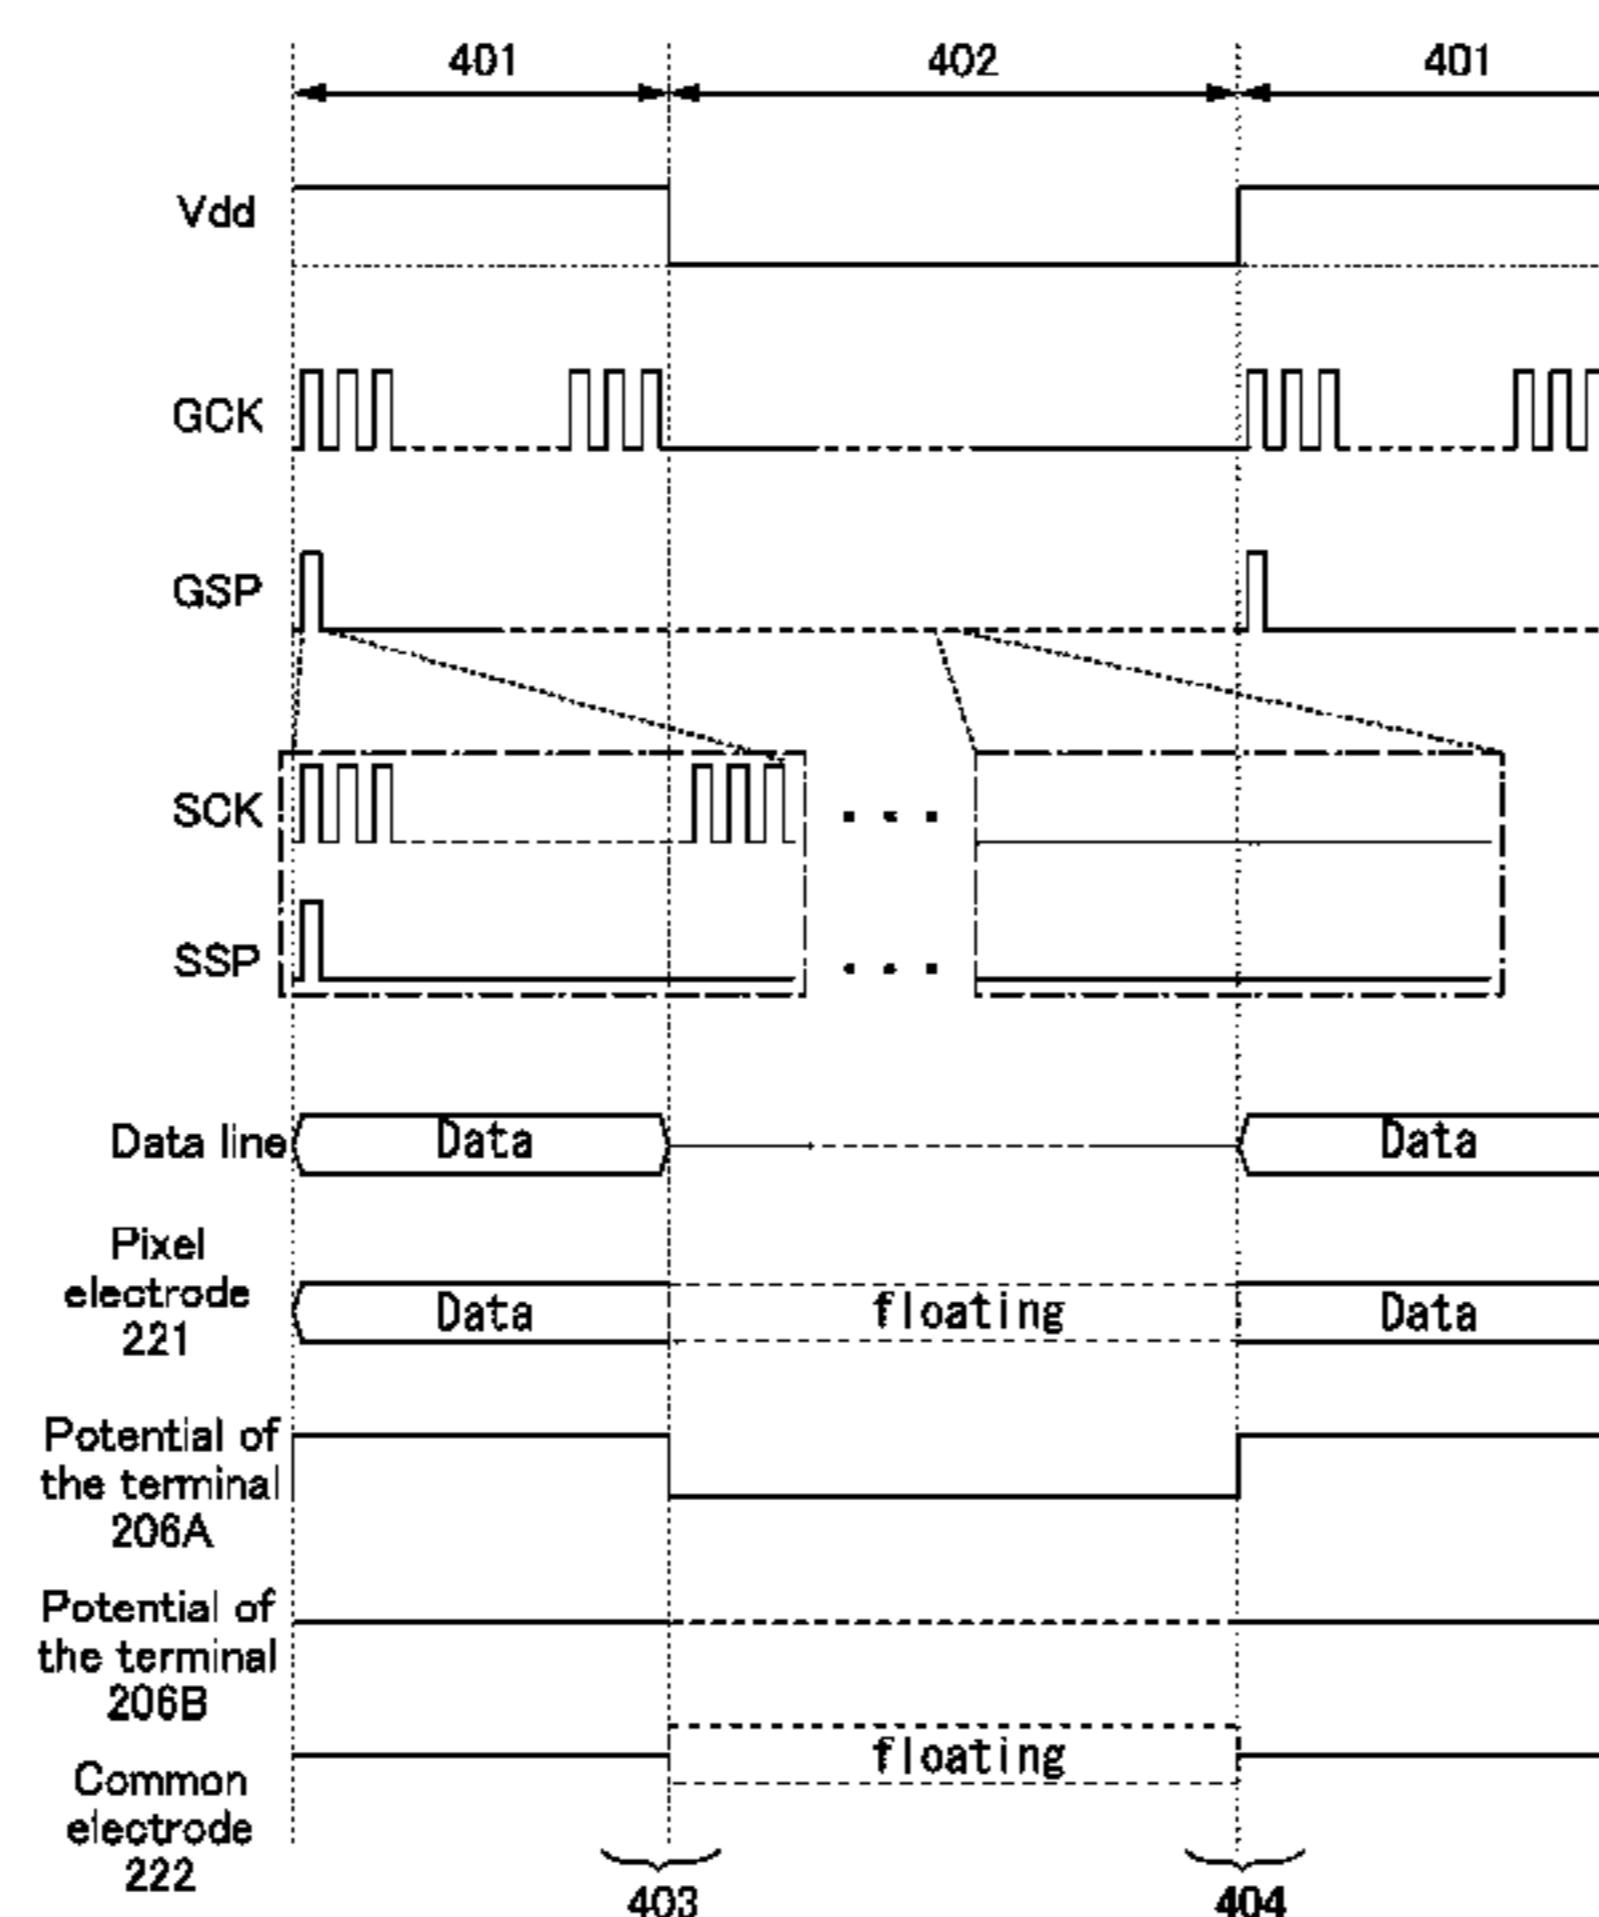 401 402 401
Vdd
GCK
GSP
SCK
SSP
Data line Data Data
Pixel
electrode
221
Data floating Data
Potential of
the terminal
206A
Potential of
the terminal
206B
floating
Common
electrode
222
403 404